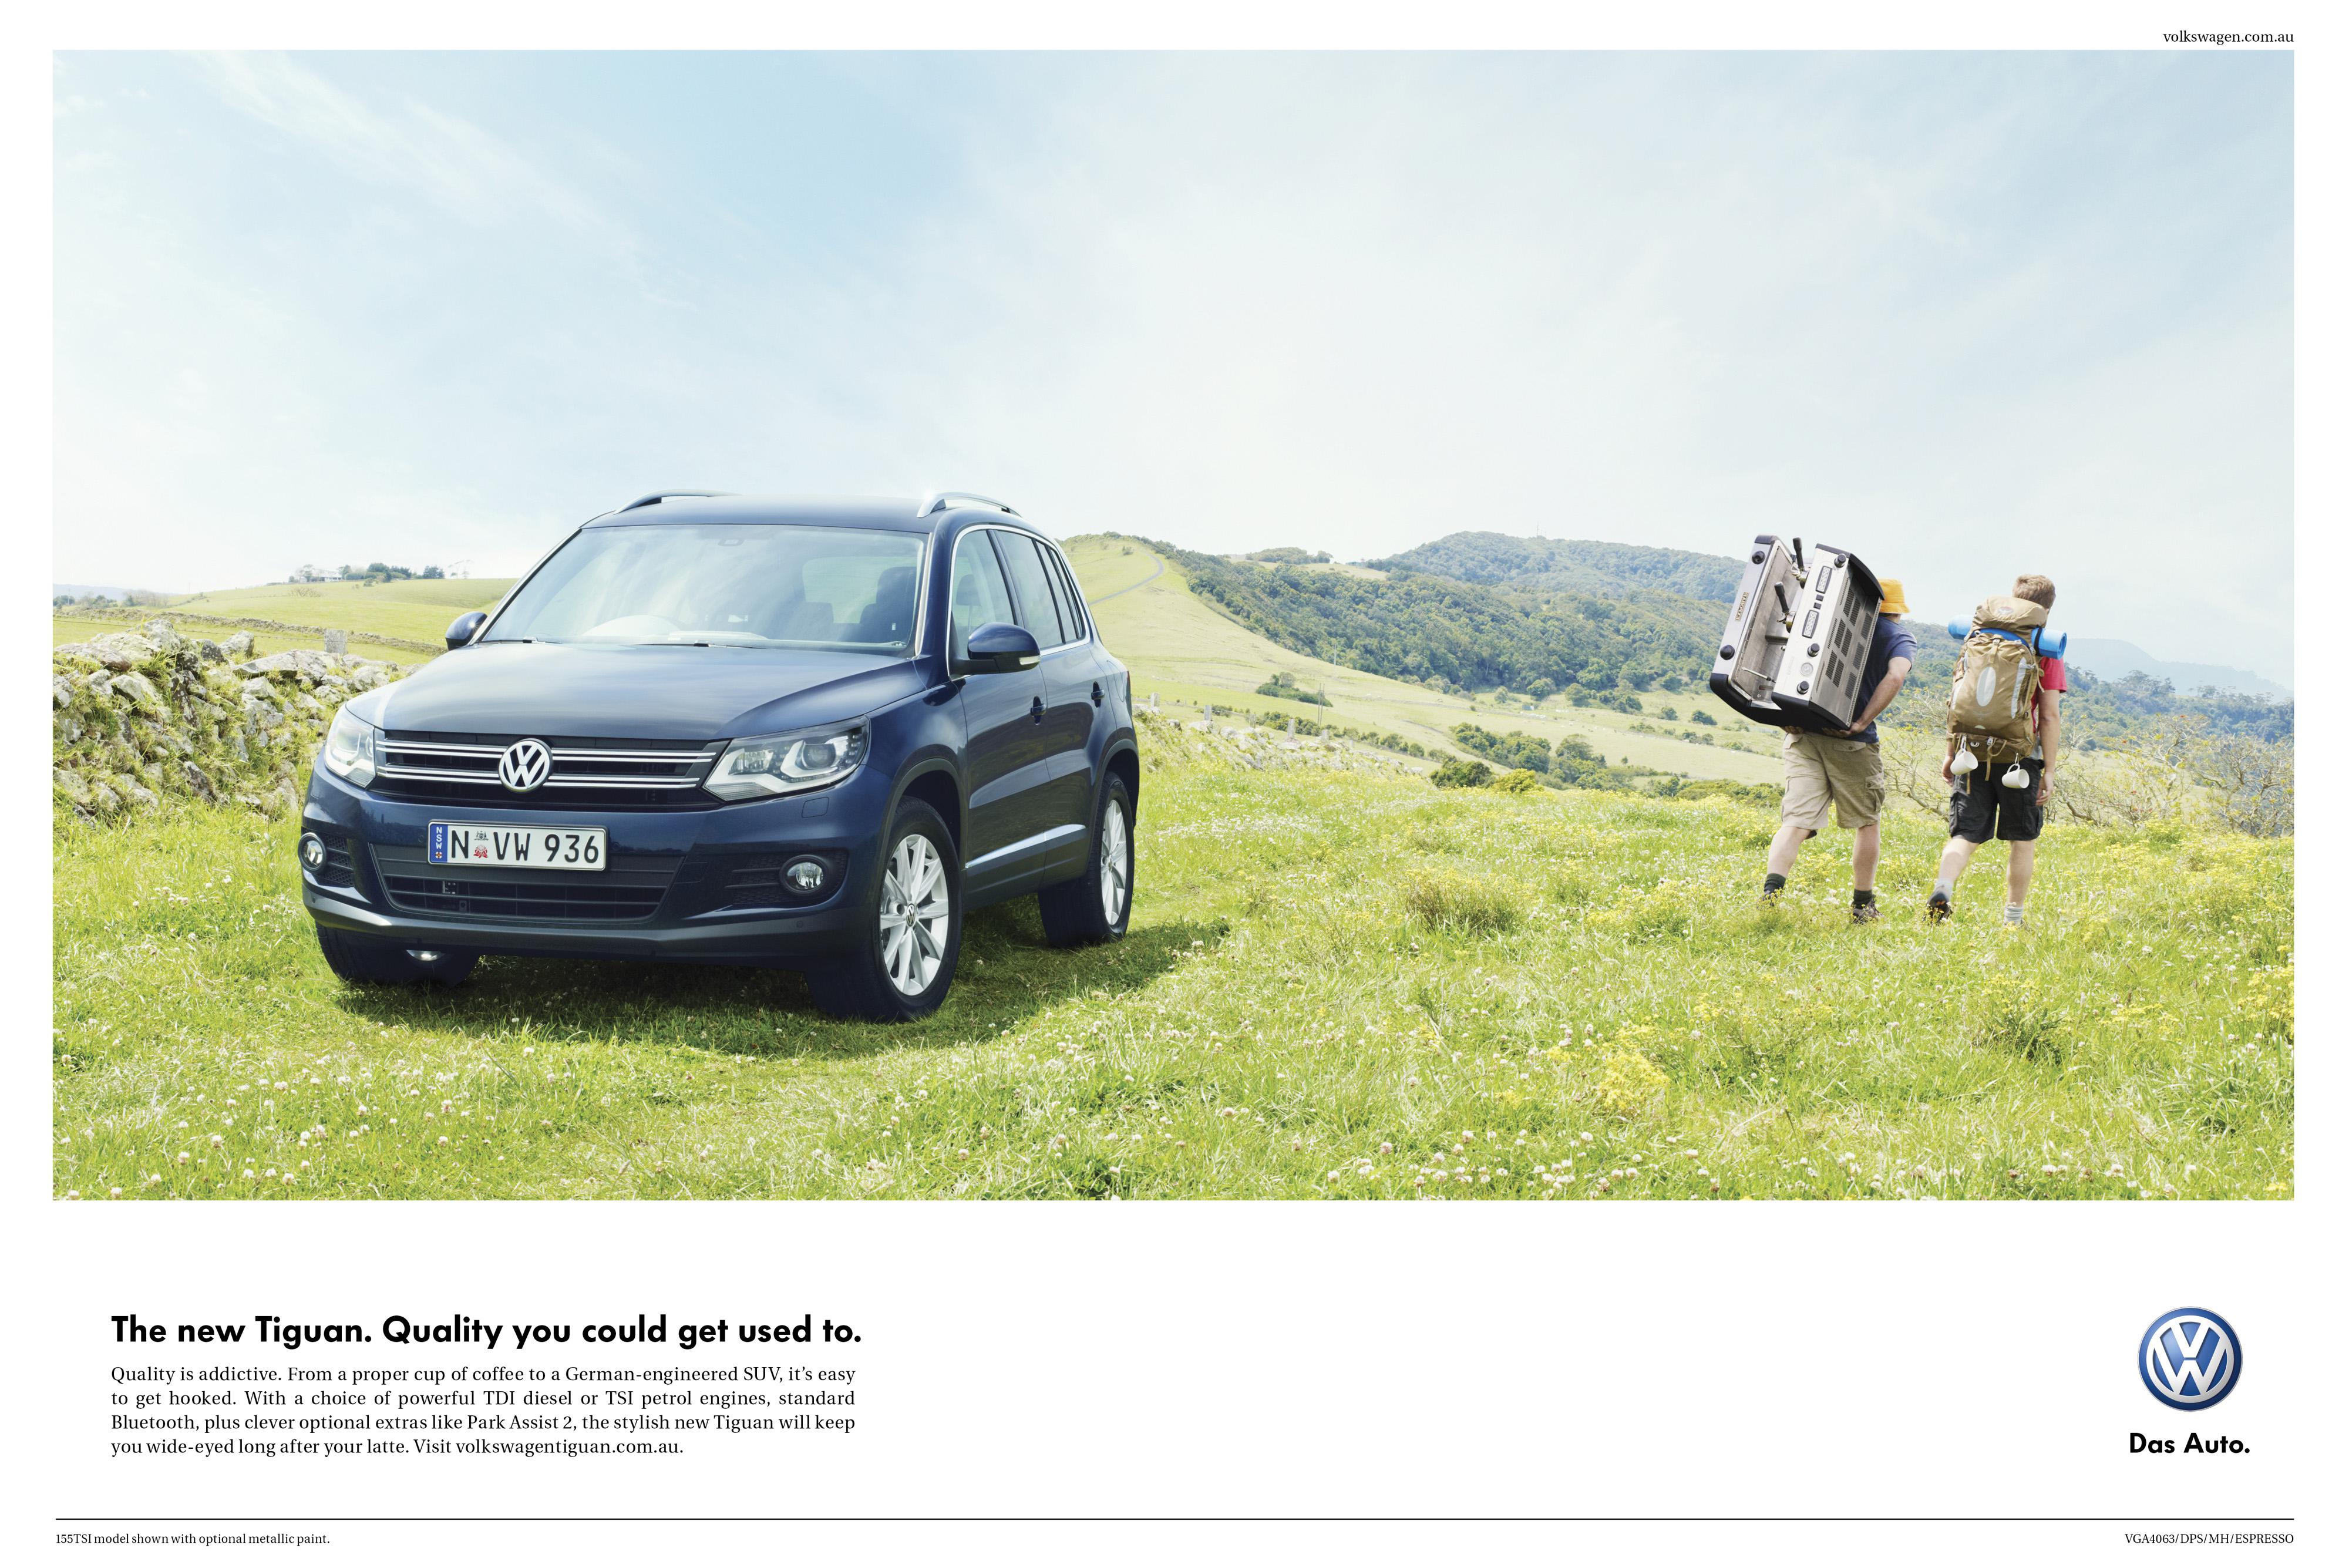 volkswagen.com.au
NSW
N VW 936
The new Tiguan. Quality you could get used to.
Quality is addictive. From a proper cup of coffee to a German-engineered SUV, it’s easy
to get hooked. With a choice of powerful TDI diesel or TSI petrol engines, standard
Bluetooth, plus clever optional extras like Park Assist 2, the stylish new Tiguan will keep
you wide-eyed long after your latte. Visit volkswagentiguan.com.au.
Das Auto.
155TSI model shown with optional metallic paint.
VGA4063/DPS/MH/ESPRESSO